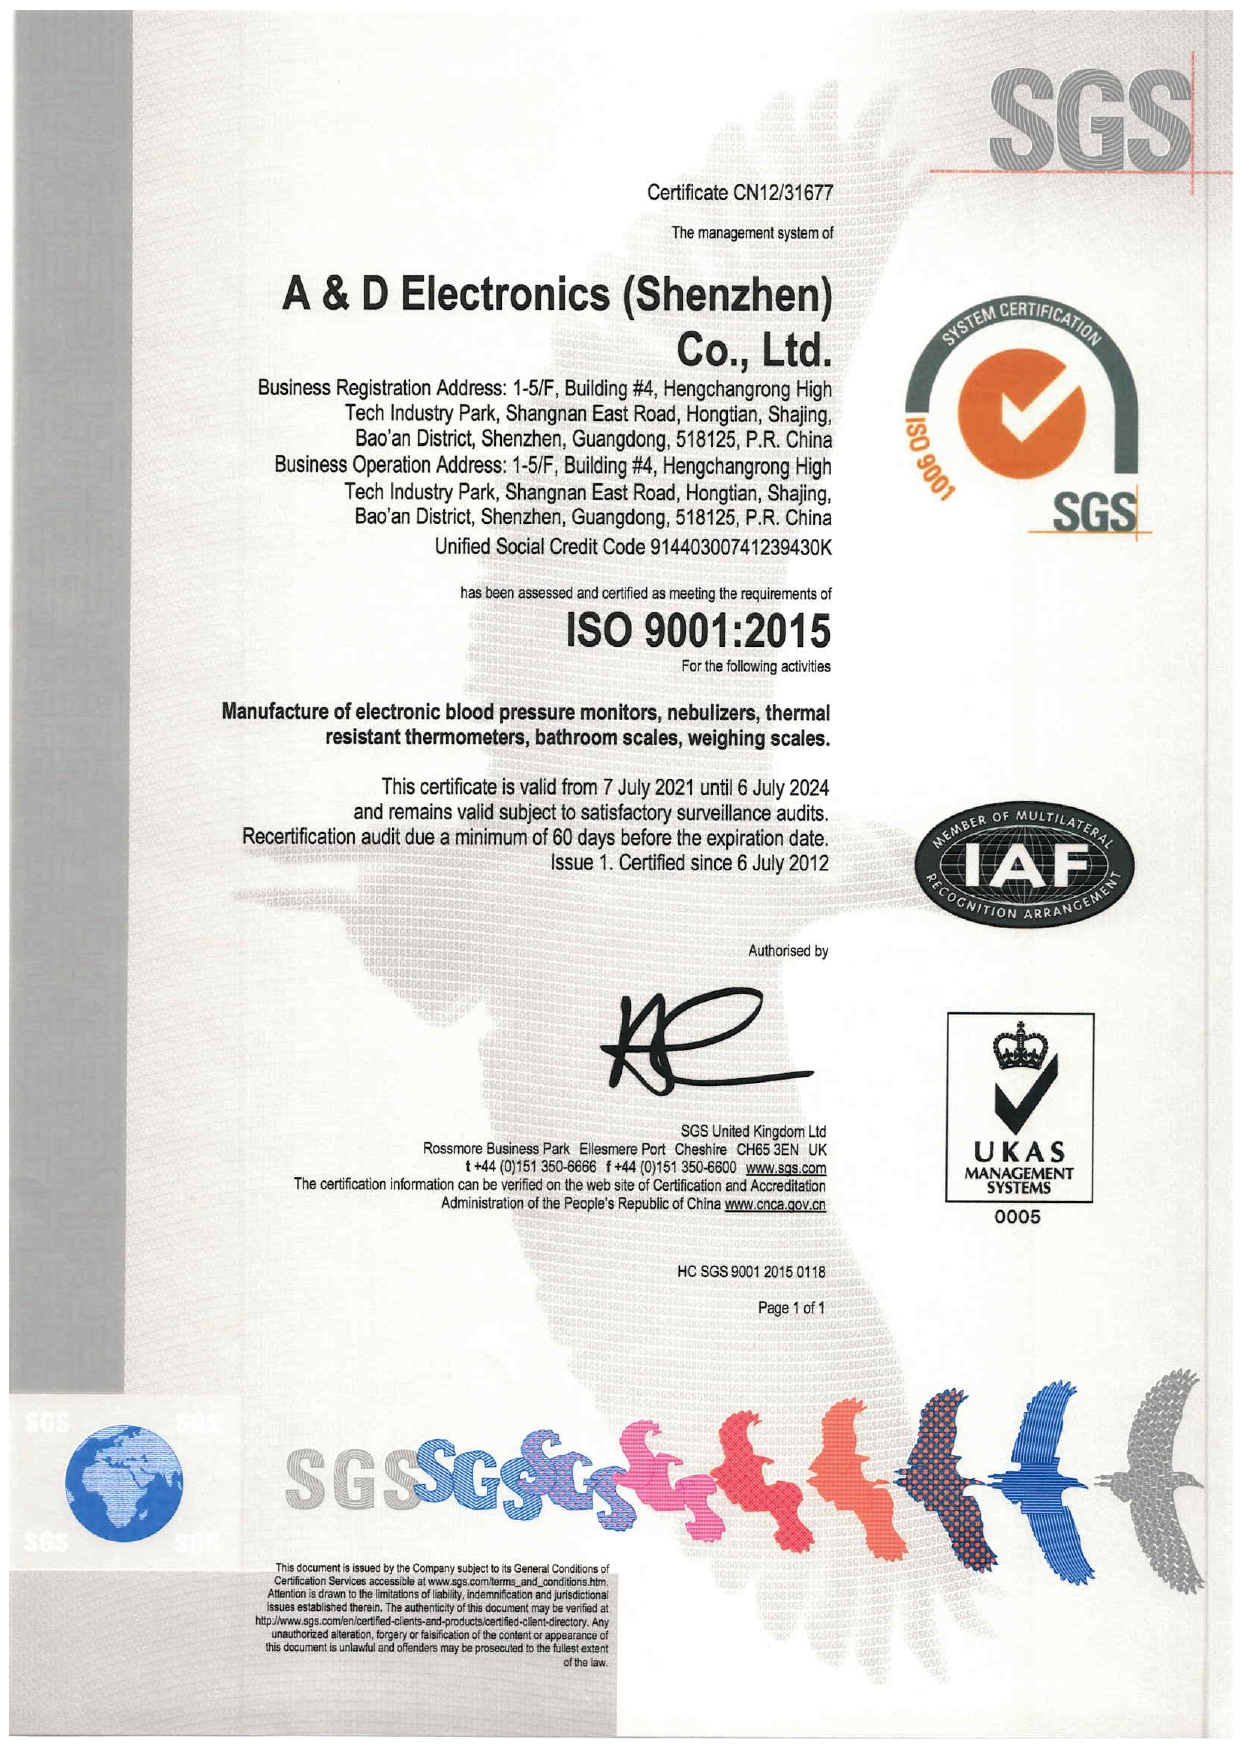 SGS
Certificate CN12/31677
The management system of
A & D Electronics (Shenzhen)
Co., Ltd.
Business Registration Address: 1-5/F, Building #4, Hengchangrong High
Tech Industry Park, Shangnan East Road, Hongtian, Shajing,
Bao'an District, Shenzhen, Guangdong, 518125, P.R. China
Business Operation Address: 1-5/F, Building #4, Hengchangrong High
Tech Industry Park, Shangnan East Road, Hongtian, Shajing,
Bao'an District, Shenzhen, Guangdong, 518125, P.R. China
Unified Social Credit Code 91440300741239430K
SYSTEM CERTIFICATION
ISO 9001
SGS
has been assessed and certified as meeting the requirements of
ISO 9001:2015
For the following activities
Manufacture of electronic blood pressure monitors, nebulizers, thermal
resistant thermometers, bathroom scales, weighing scales.
This certificate is valid from 7 July 2021 until 6 July 2024
and remains valid subject to satisfactory surveillance audits.
Recertification audit due a minimum of 60 days before the expiration date.
Issue 1. Certified since 6 July 2012
MEMBER OF MULTILATERAL
IAF
RECOGNITION ARRANGEMENT
Authorised by
SGS United Kingdom Ltd
Rossmore Business Park Ellesmere Port Cheshire CH65 3EN UK
t +44 (0)151 350-6666 f +44 (0)151 350-6600 www.sgs.com
The certification information can be verified on the web site of Certification and Accreditation
Administration of the People's Republic of China www.cnca.gov.cn
UKAS
MANAGEMENT
SYSTEMS
0005
HC SGS 9001 2015 0118
Page 1 of 1
SGS SGS
SGS SGS
SGS SGS SGS
This document is issued by the Company subject to its General Conditions of
Certification Services accessible at www.sgs.com/terms_and_conditions.htm.
Attention is drawn to the limitations of liability, indemnification and jurisdictional
issues established therein. The authenticity of this document may be verified at
http://www.sgs.com/en/certified-clients-and-products/certified-client-directory. Any
unauthorized alteration, forgery or falsification of the content or appearance of
this document is unlawful and offenders may be prosecuted to the fullest extent
of the law.